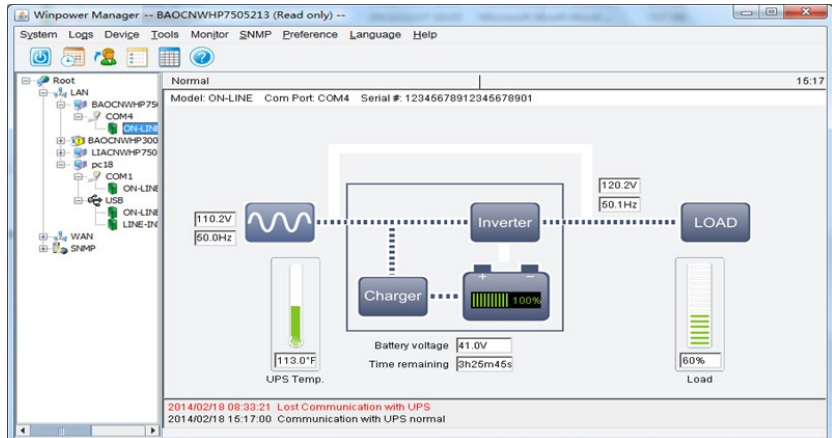 Winpower Manager -- BAOCNWHP7505213 (Read only) --
System Logs Device Tools Monitor SNMP Preference Language Help
Root
LAN
BAOCNWHP75
COM4
ON-LINE
BAOCNWHP300
LIACNWHP750
pc18
COM1
ON-LINE
USB
ON-LINE
LINE-IN
WAN
SNMP
Normal 15:17
Model: ON-LINE Com Port: COM4 Serial #: 12345678912345678901
110.2V
50.0Hz
Inverter
120.2V
50.1Hz
LOAD
Charger
+ −
100%
Battery voltage 41.0V
Time remaining 3h25m45s
113.0°F
UPS Temp.
60%
Load
2014/02/18 08:33:21 Lost Communication with UPS
2014/02/18 15:17:00 Communication with UPS normal